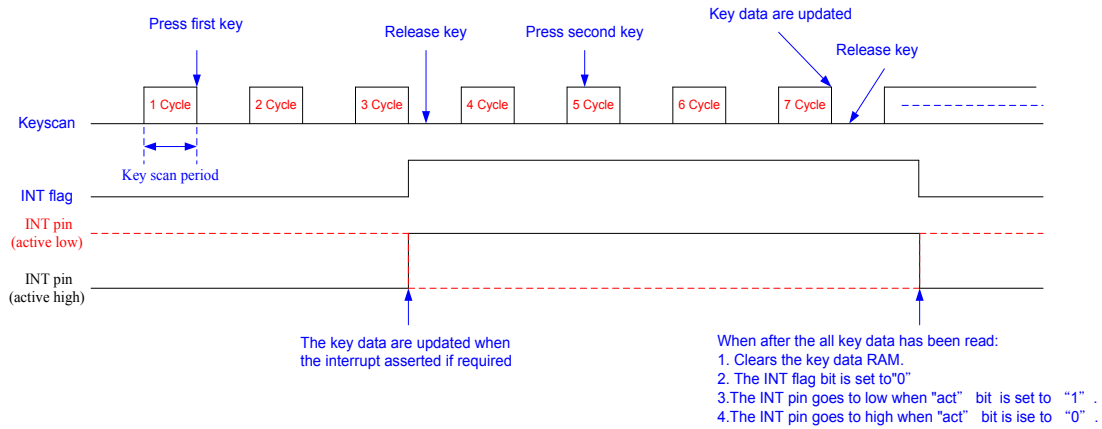 Key data are updated
Press first key
Release key
Press second key
Release key
1 Cycle
2 Cycle
3 Cycle
4 Cycle
5 Cycle
6 Cycle
7 Cycle
Keyscan
Key scan period
INT flag
INT pin
(active low)
INT pin
(active high)
The key data are updated when
the interrupt asserted if required
When after the all key data has been read:
1. Clears the key data RAM.
2. The INT flag bit is set to"0”
3.The INT pin goes to low when "act” bit is set to “1”.
4.The INT pin goes to high when "act” bit is ise to “0”.